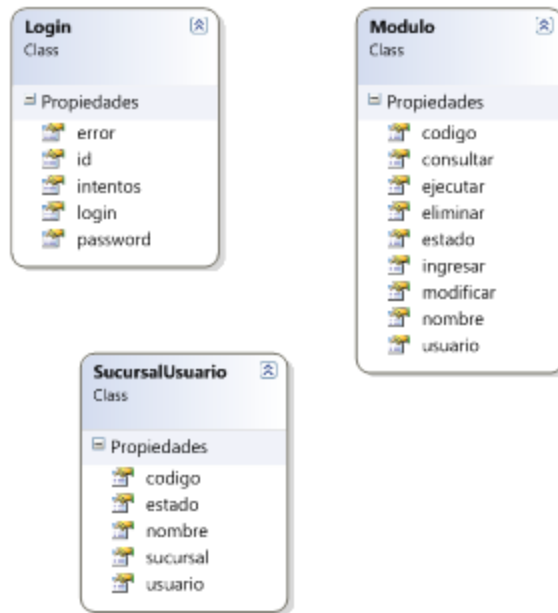 Login
Class
Propiedades
error
id
intentos
login
password
Modulo
Class
Propiedades
codigo
consultar
ejecutar
eliminar
estado
ingresar
modificar
nombre
usuario
SucursalUsuario
Class
Propiedades
codigo
estado
nombre
sucursal
usuario